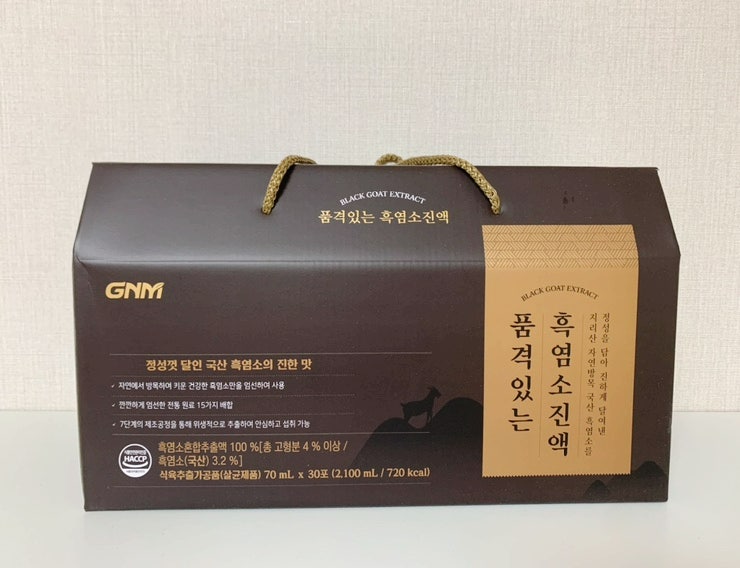 BLACK GOAT EXTRACT
품격있는 흑염소진액
GNM
정성껏 달인 국산 흑염소의 진한 맛
✓ 자연에서 방목하여 키운 건강한 흑염소만을 엄선하여 사용
✓ 깐깐하게 엄선한 전통 원료 15가지 배합
✓ 7단계의 제조공정을 통해 위생적으로 추출하여 안심하고 섭취 가능
HACCP
흑염소혼합추출액 100 %[총 고형분 4 % 이상 /
흑염소(국산) 3.2 %]
식육추출가공품(살균제품) 70 mL x 30포 (2,100 mL / 720 kcal)
BLACK GOAT EXTRACT
정성을 담아 진하게 달여낸
지리산 자연방목 국산 흑염소를
흑염소진액
품격있는